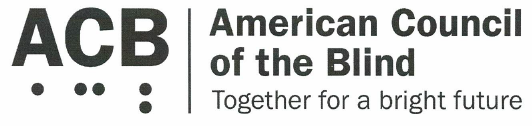 ACB
⠁ ⠉ ⠃
American Council
of the Blind
Together for a bright future